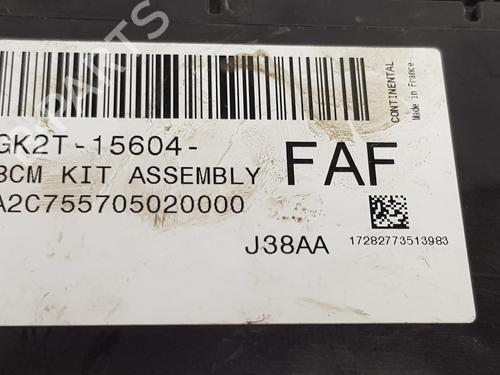 CONTINENTAL
Made in France
GK2T-15604-
BCM KIT ASSEMBLY
FAF
A2C755705020000
J38AA
17282773513983